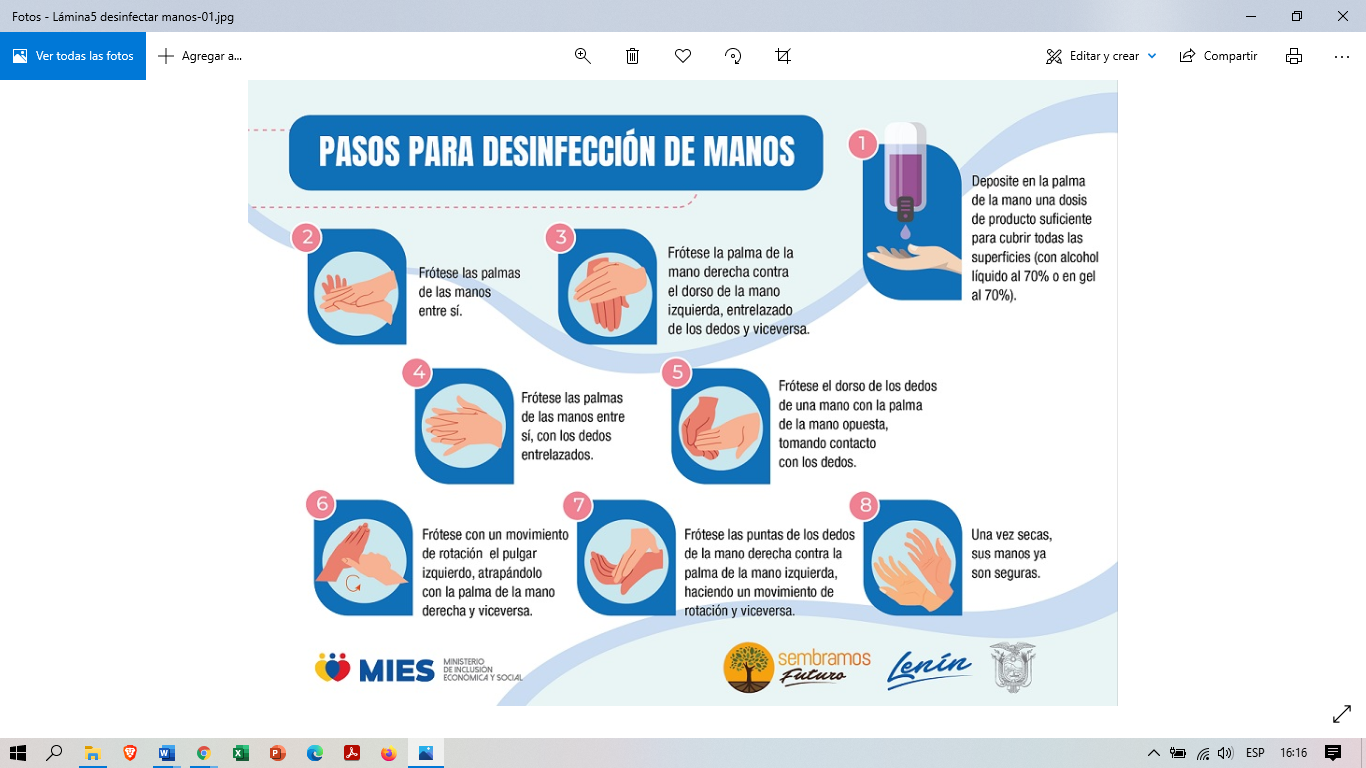 Fotos - Lámina5 desinfectar manos-01.jpg
Ver todas las fotos
Agregar a...
Editar y crear
Compartir
PASOS PARA DESINFECCIÓN DE MANOS
1
Deposite en la palma
de la mano una dosis
de producto suficiente
para cubrir todas las
superficies (con alcohol
líquido al 70% o en gel
al 70%).
2
Frótese las palmas
de las manos
entre sí.
3
Frótese la palma de la
mano derecha contra
el dorso de la mano
izquierda, entrelazado
de los dedos y viceversa.
4
Frótese las palmas
de las manos entre
sí, con los dedos
entrelazados.
5
Frótese el dorso de los dedos
de una mano con la palma
de la mano opuesta,
tomando contacto
con los dedos.
6
Frótese con un movimiento
de rotación el pulgar
izquierdo, atrapándolo
con la palma de la mano
derecha y viceversa.
7
Frótese las puntas de los dedos
de la mano derecha contra la
palma de la mano izquierda,
haciendo un movimiento de
rotación y viceversa.
8
Una vez secas,
sus manos ya
son seguras.
MIES
MINISTERIO
DE INCLUSIÓN
ECONÓMICA Y SOCIAL
sembramos
Futuro
Lenín
ESP
16:16